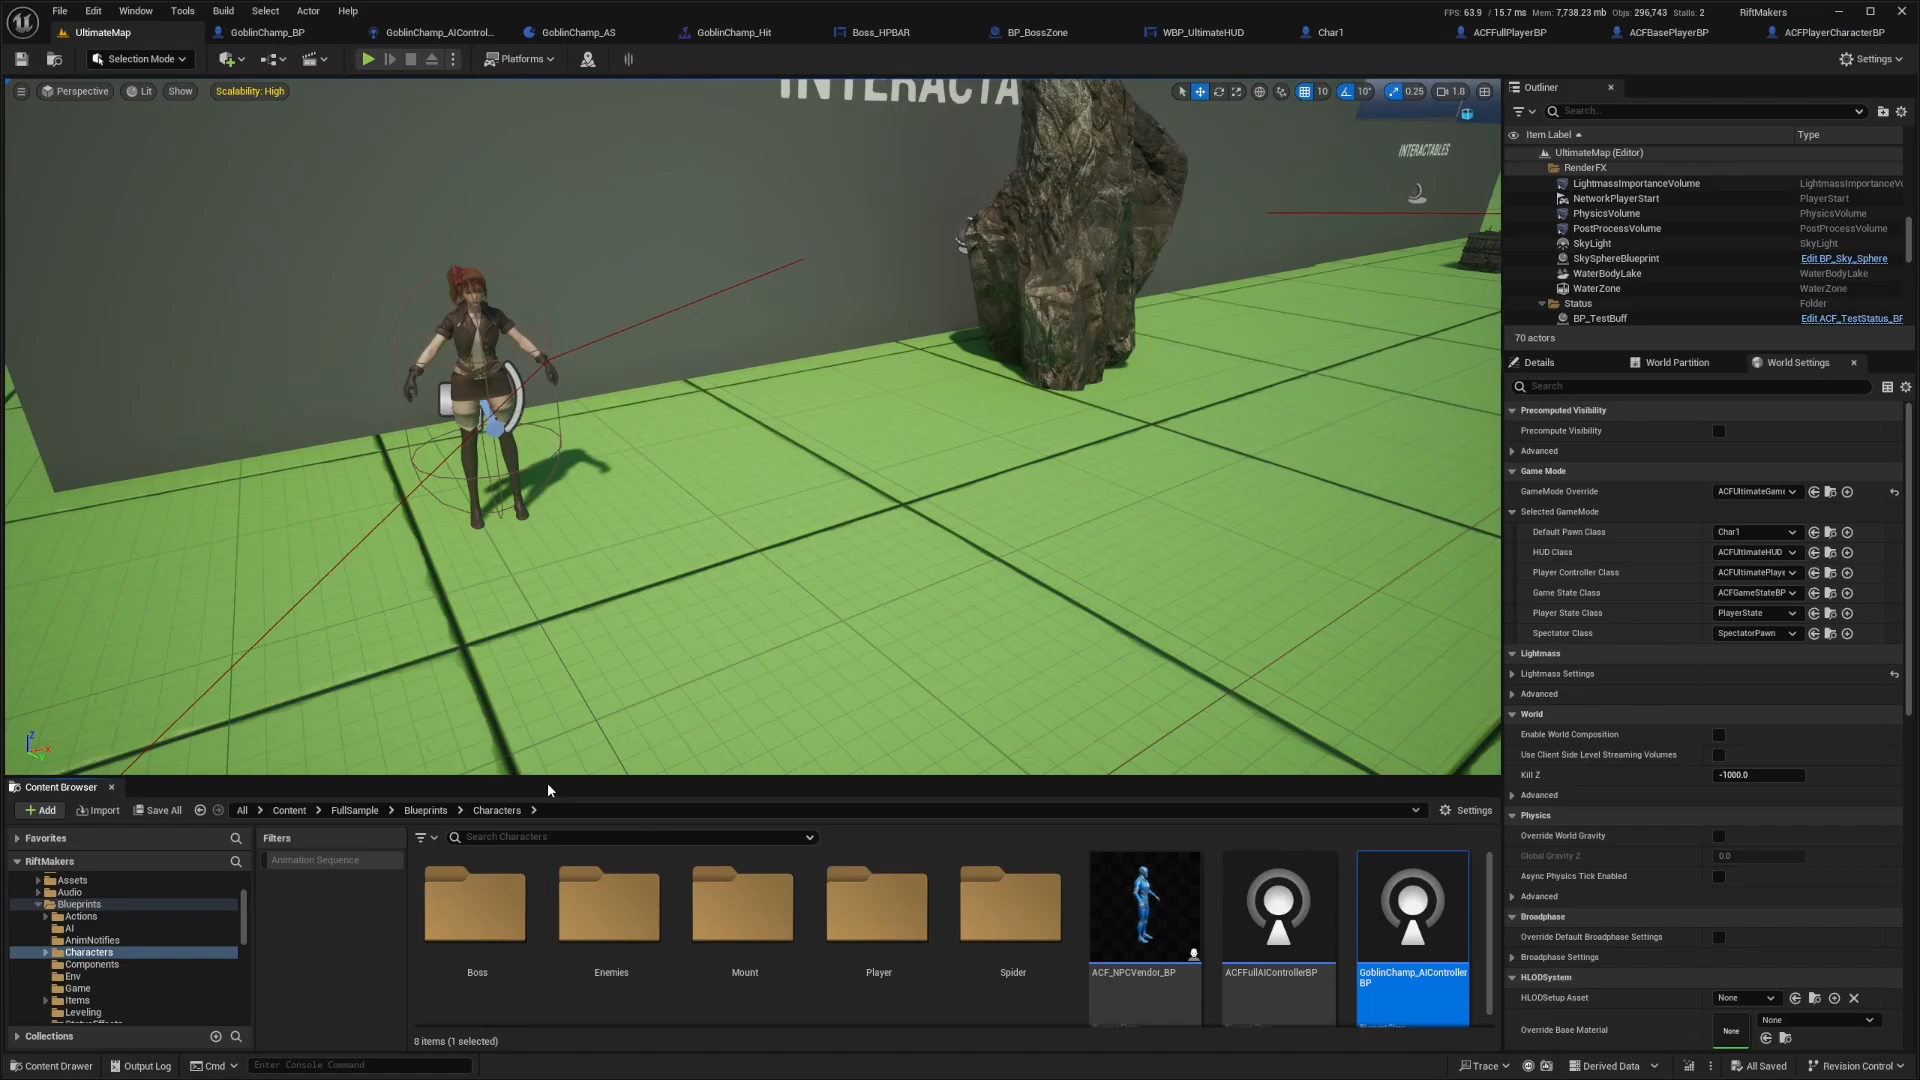 File Edit Window Tools Build Select Actor Help
FPS: 63.9 / 15.7 ms Mem: 7,738.23 mb Objs: 296,743 Stalls: 2 RiftMakers
UltimateMap GoblinChamp_BP GoblinChamp_AIControl... GoblinChamp_AS GoblinChamp_Hit Boss_HPBAR BP_BossZone WBP_UltimateHUD Char1 ACFFullPlayerBP ACFBasePlayerBP ACFPlayerCharacterBP
Selection Mode Platforms Settings
Perspective Lit Show Scalability: High
10 10° 0.25 1.8
INTERACTA
INTERACTABLES
Outliner
Search...
Item Label Type
UltimateMap (Editor)
RenderFX
LightmassImportanceVolume LightmassImportanceVo
NetworkPlayerStart PlayerStart
PhysicsVolume PhysicsVolume
PostProcessVolume PostProcessVolume
SkyLight SkyLight
SkySphereBlueprint Edit BP_Sky_Sphere
WaterBodyLake WaterBodyLake
WaterZone WaterZone
Status Folder
BP_TestBuff Edit ACF_TestStatus_BP
70 actors
Details World Partition World Settings
Search
Precomputed Visibility
Precompute Visibility
Advanced
Game Mode
GameMode Override ACFUltimateGame
Selected GameMode
Default Pawn Class Char1
HUD Class ACFUltimateHUD
Player Controller Class ACFUltimatePlaye
Game State Class ACFGameStateBP
Player State Class PlayerState
Spectator Class SpectatorPawn
Lightmass
Lightmass Settings
Advanced
World
Enable World Composition
Use Client Side Level Streaming Volumes
Kill Z -1000.0
Advanced
Physics
Override World Gravity
Global Gravity Z 0.0
Async Physics Tick Enabled
Advanced
Broadphase
Override Default Broadphase Settings
Broadphase Settings
HLODSystem
HLODSetup Asset None
Override Base Material None None
Z X
Content Browser
Add Import Save All All Content FullSample Blueprints Characters Settings
Favorites
RiftMakers
Assets
Audio
Blueprints
Actions
AI
AnimNotifies
Characters
Components
Env
Game
Items
Leveling
Collections
Filters
Animation Sequence
Search Characters
Boss Enemies Mount Player Spider ACF_NPCVendor_BP ACFFullAIControllerBP GoblinChamp_AIController
BP
8 items (1 selected)
Content Drawer Output Log Cmd Enter Console Command Trace Derived Data All Saved Revision Control